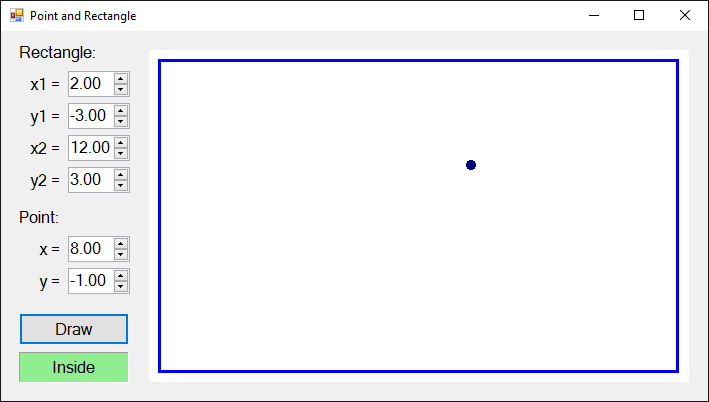 Point and Rectangle
Rectangle:
x1 = 2.00
y1 = -3.00
x2 = 12.00
y2 = 3.00
Point:
x = 8.00
y = -1.00
Draw
Inside